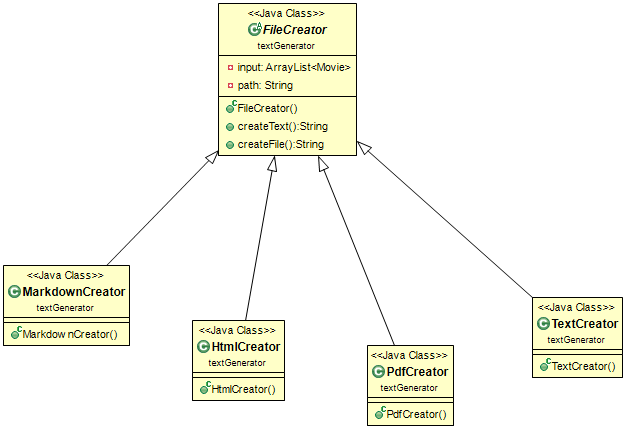 <<Java Class>>
FileCreator
textGenerator
input: ArrayList<Movie>
path: String
FileCreator()
createText():String
createFile():String
<<Java Class>>
MarkdownCreator
textGenerator
MarkdownCreator()
<<Java Class>>
HtmlCreator
textGenerator
HtmlCreator()
<<Java Class>>
PdfCreator
textGenerator
PdfCreator()
<<Java Class>>
TextCreator
textGenerator
TextCreator()